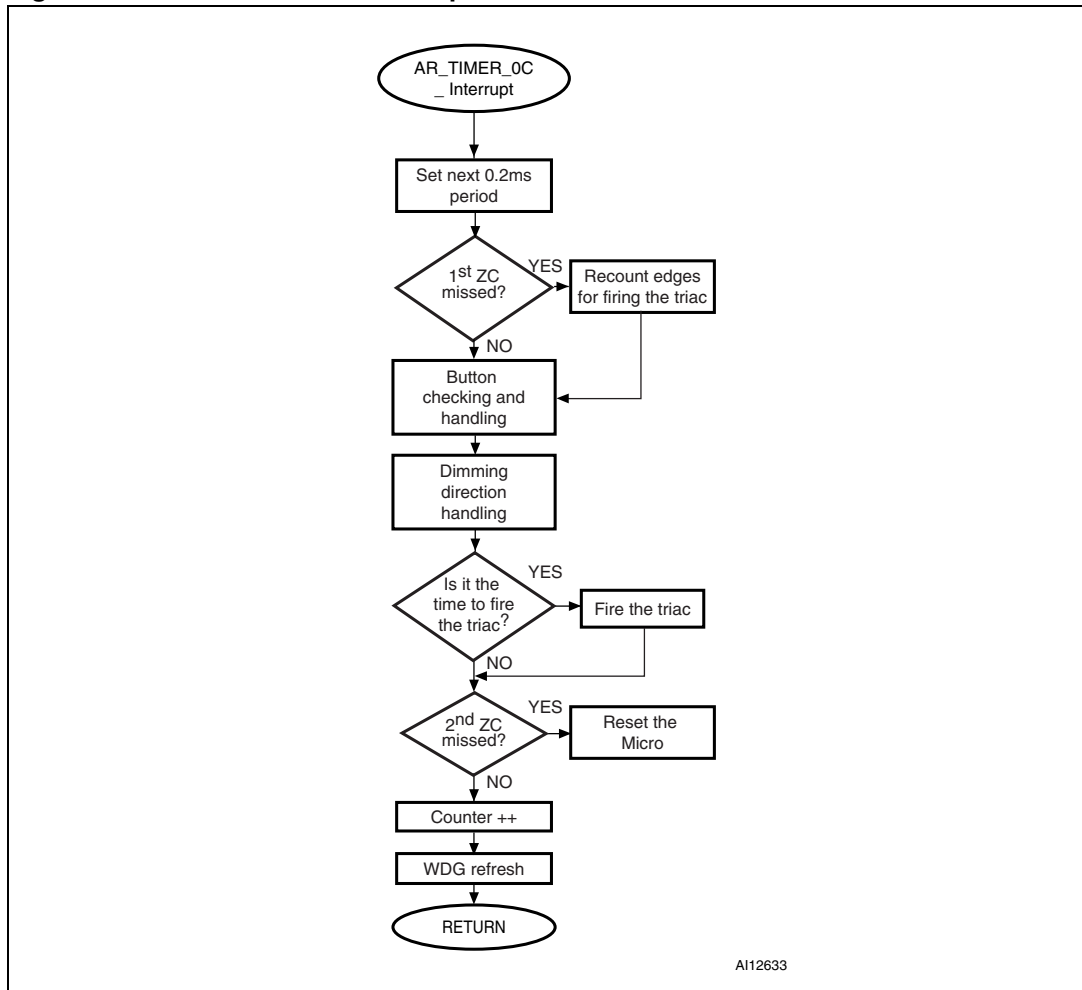 AR_TIMER_0C
_ Interrupt
Set next 0.2ms
period
1st ZC
missed?
YES
Recount edges
for firing the triac
NO
Button
checking and
handling
Dimming
direction
handling
Is it the
time to fire
the triac?
YES
Fire the triac
NO
2nd ZC
missed?
YES
Reset the
Micro
NO
Counter ++
WDG refresh
RETURN
AI12633